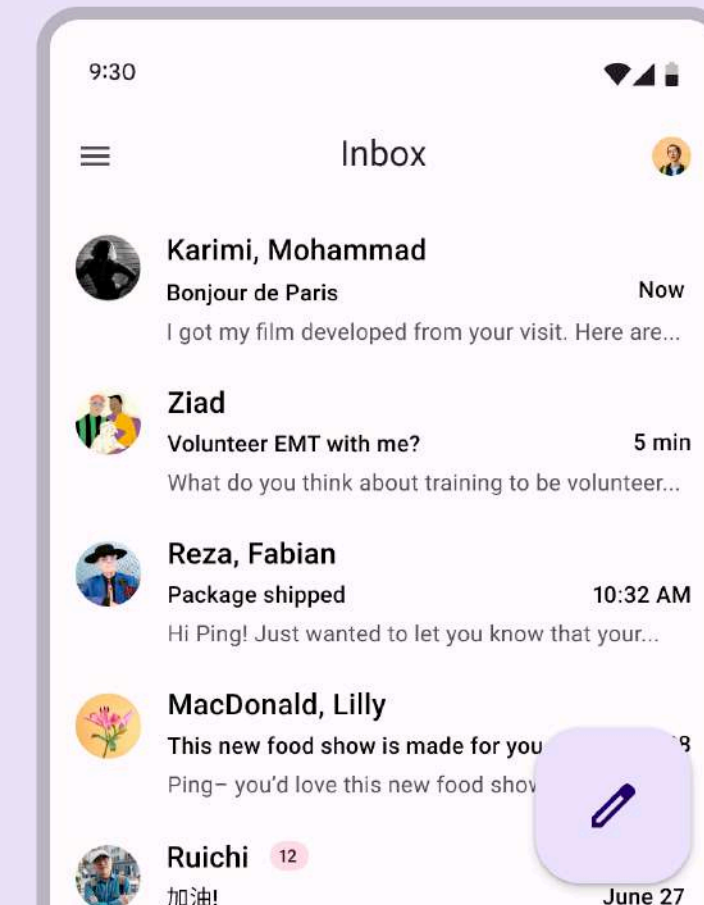 9:30
Inbox
Karimi, Mohammad
Bonjour de Paris Now
I got my film developed from your visit. Here are...
Ziad
Volunteer EMT with me? 5 min
What do you think about training to be volunteer...
Reza, Fabian
Package shipped 10:32 AM
Hi Ping! Just wanted to let you know that your...
MacDonald, Lilly
This new food show is made for you 8
Ping– you’d love this new food show
Ruichi 12
加油! June 27